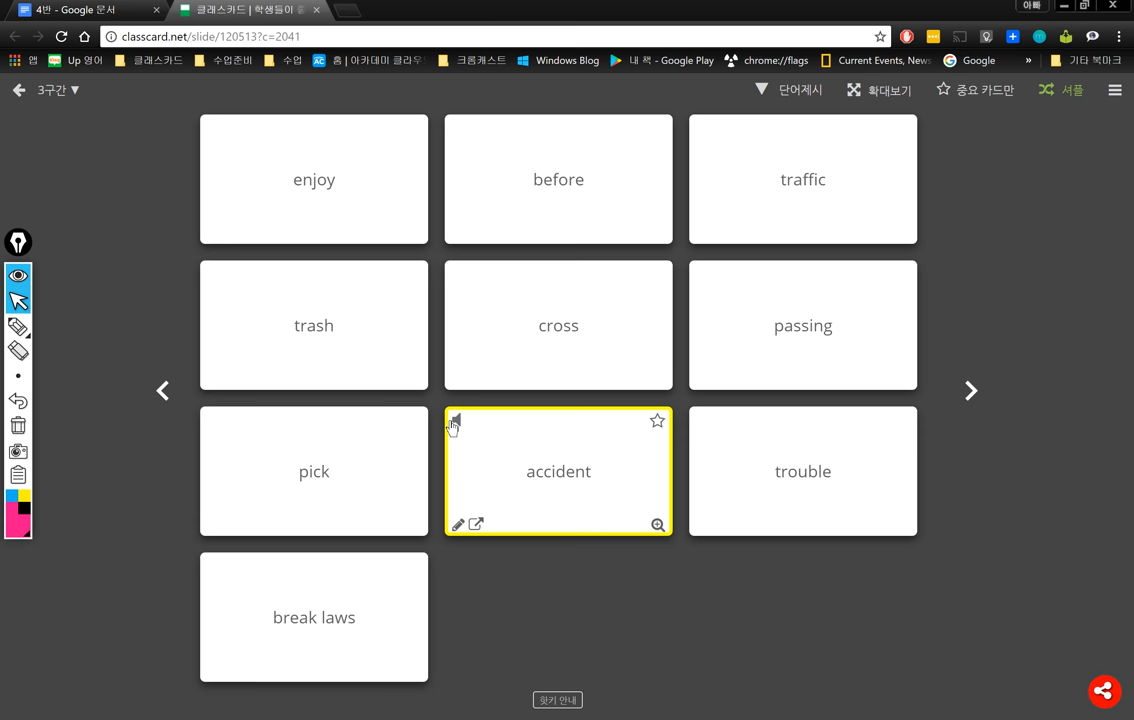 4반 - Google 문서
클래스카드 | 학생들이 좋
아빠
classcard.net/slide/120513?c=2041
앱 Up 영어 클래스카드 수업준비 수업 홈 | 아카데미 클라우 크롬캐스트 Windows Blog 내 책 - Google Play chrome://flags Current Events, News Google » 기타 북마크
3구간 ▼ ▼ 단어제시 확대보기 중요 카드만 셔플
enjoy before traffic
trash cross passing
pick accident trouble
break laws
핫키 안내